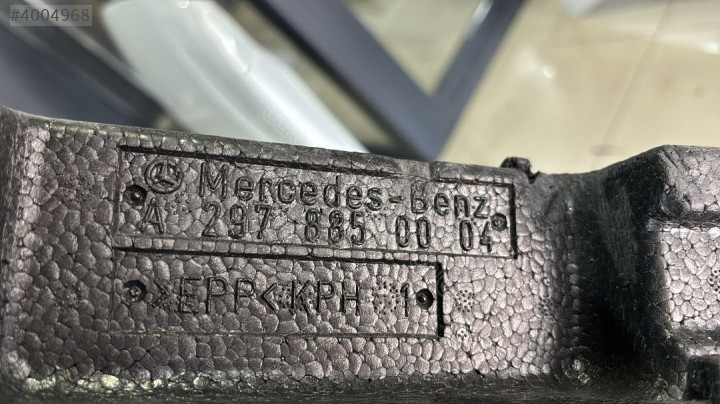 #4004968
Mercedes-Benz
A 297 885 00 04
>EPP< KPH 1